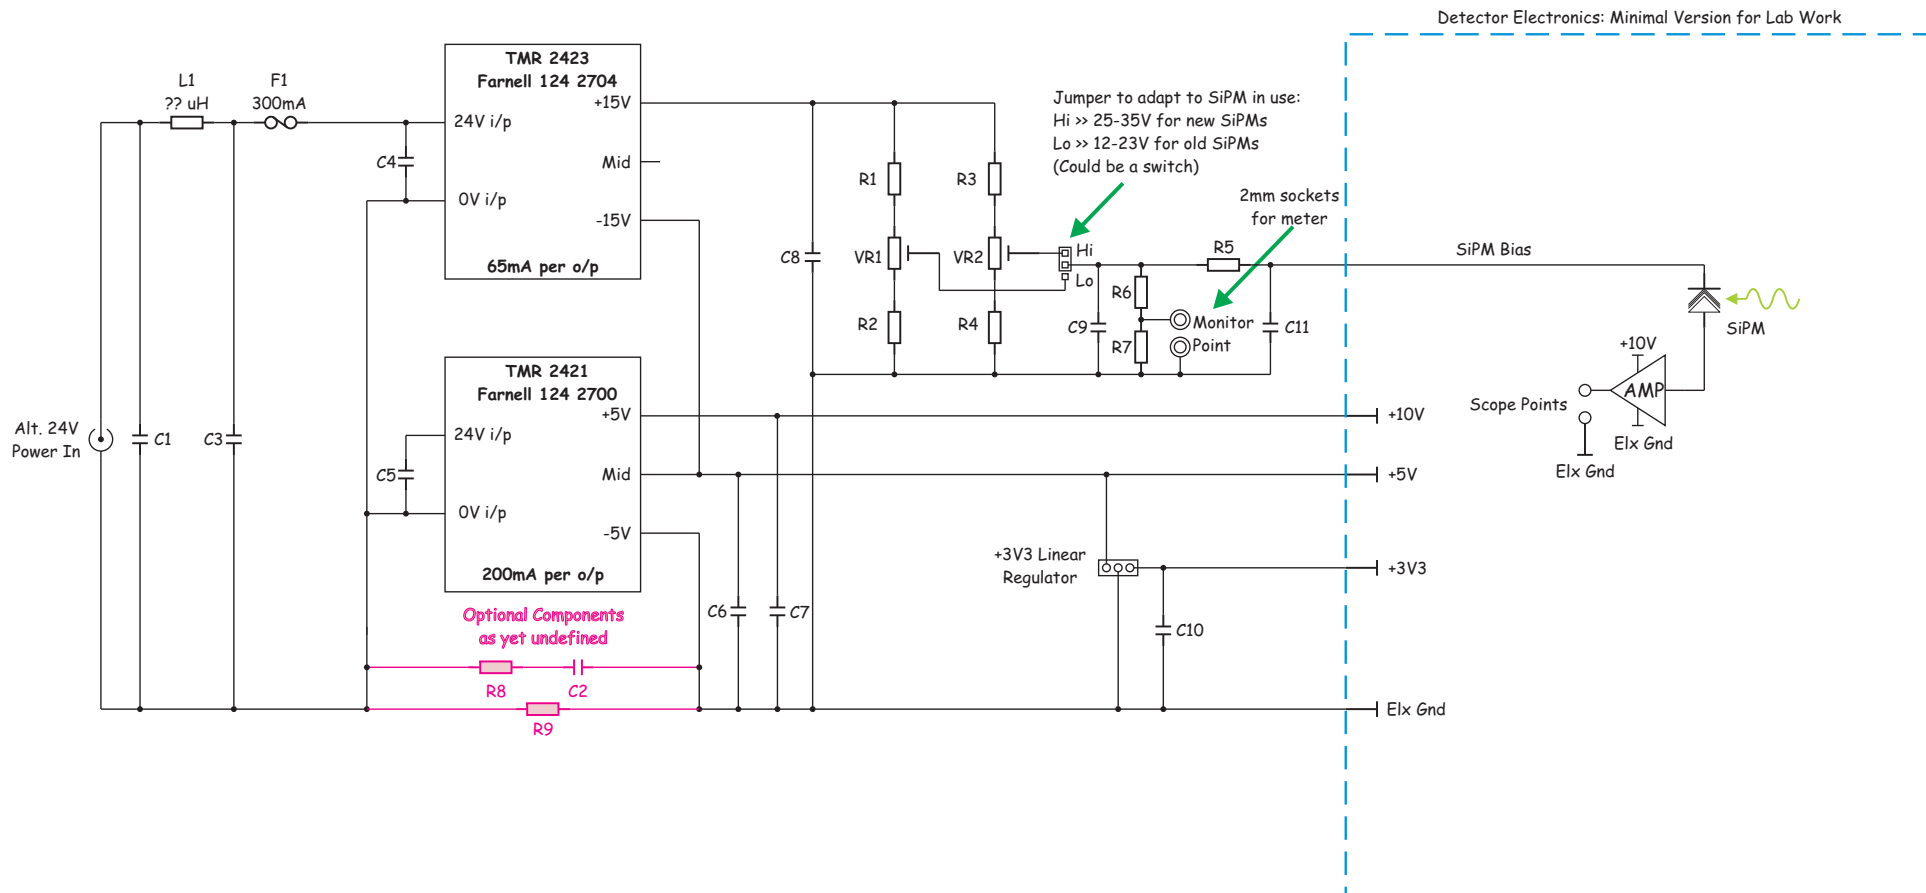 Detector Electronics: Minimal Version for Lab Work
L1
?? uH
F1
300mA
TMR 2423
Farnell 124 2704
+15V
24V i/p
Mid
0V i/p
-15V
65mA per o/p
C4
Jumper to adapt to SiPM in use:
Hi >> 25-35V for new SiPMs
Lo >> 12-23V for old SiPMs
(Could be a switch)
2mm sockets
for meter
R1
R3
C8
VR1
VR2
Hi
Lo
R5
SiPM Bias
R6
R2
R4
C9
Monitor
Point
R7
C11
SiPM
+10V
AMP
Scope Points
Elx Gnd
Elx Gnd
TMR 2421
Farnell 124 2700
+5V
24V i/p
Mid
0V i/p
-5V
200mA per o/p
C5
Alt. 24V
Power In
C1
C3
+10V
+5V
+3V3 Linear
Regulator
+3V3
C6
C7
C10
Optional Components
as yet undefined
R8
C2
R9
Elx Gnd